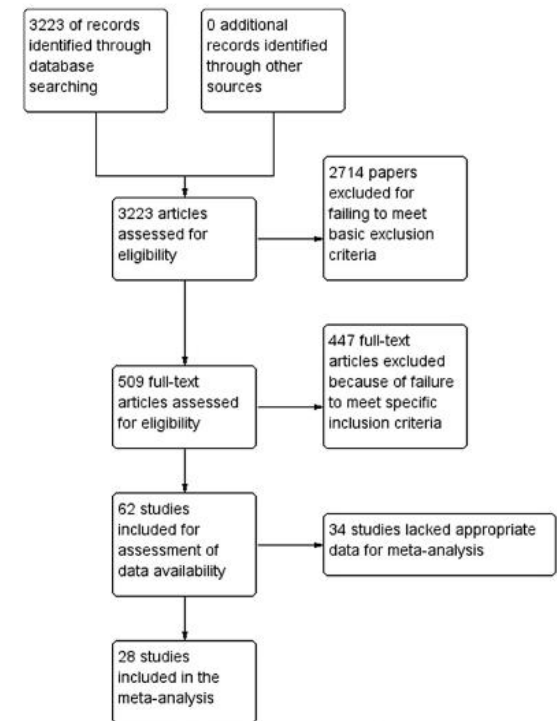 3223 of records
identified through
database
searching
0 additional
records identified
through other
sources
3223 articles
assessed for
eligibility
2714 papers
excluded for
failing to meet
basic exclusion
criteria
509 full-text
articles assessed
for eligibility
447 full-text
articles excluded
because of failure
to meet specific
inclusion criteria
62 studies
included for
assessment of
data availability
34 studies lacked appropriate
data for meta-analysis
28 studies
included in the
meta-analysis